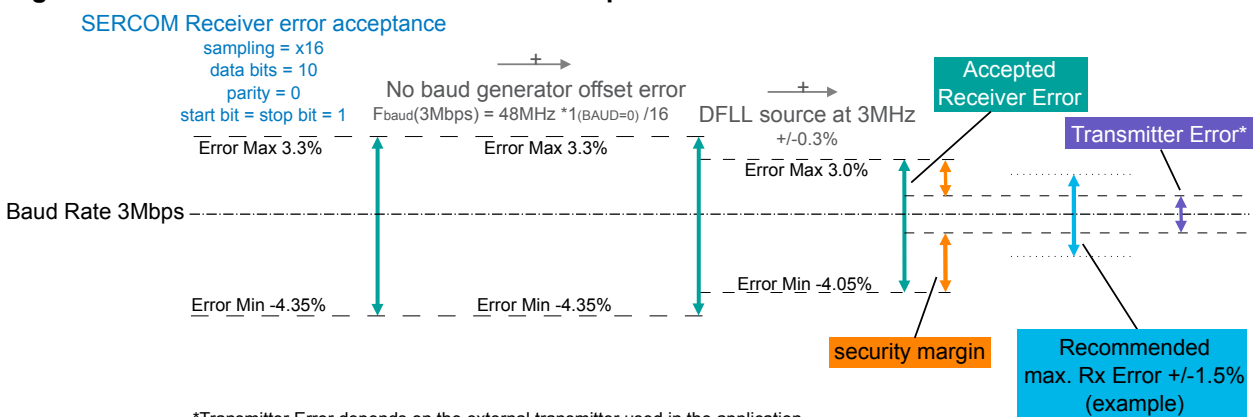 SERCOM Receiver error acceptance
sampling = x16
data bits = 10
parity = 0
start bit = stop bit = 1
+
No baud generator offset error
Fbaud(3Mbps) = 48MHz *1(BAUD=0) /16
+
DFLL source at 3MHz
+/-0.3%
Accepted
Receiver Error
Transmitter Error*
Error Max 3.3%
Error Max 3.3%
Error Max 3.0%
Baud Rate 3Mbps
Error Min -4.35%
Error Min -4.35%
Error Min -4.05%
security margin
Recommended
max. Rx Error +/-1.5%
(example)